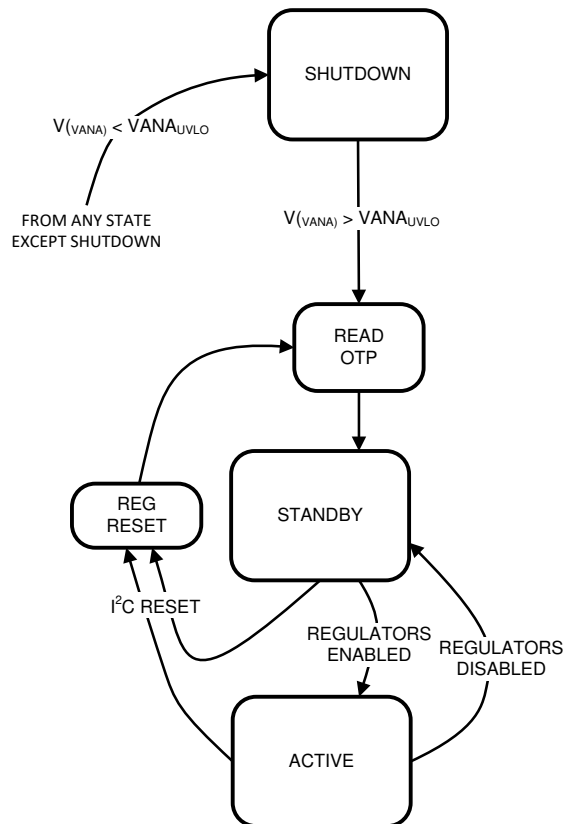 SHUTDOWN
V(VANA) < VANAUVLO
FROM ANY STATE
EXCEPT SHUTDOWN
V(VANA) > VANAUVLO
READ
OTP
STANDBY
REG
RESET
I²C RESET
REGULATORS
ENABLED
REGULATORS
DISABLED
ACTIVE